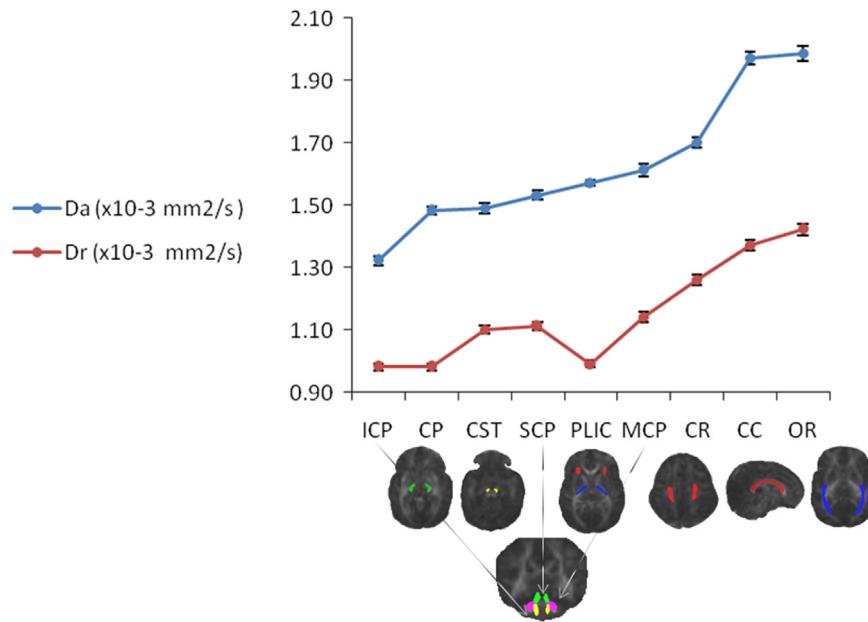 2.10
1.90
1.70
1.50
1.30
1.10
0.90
Da (x10-3 mm2/s)
Dr (x10-3 mm2/s)
ICP CP CST SCP PLIC MCP CR CC OR